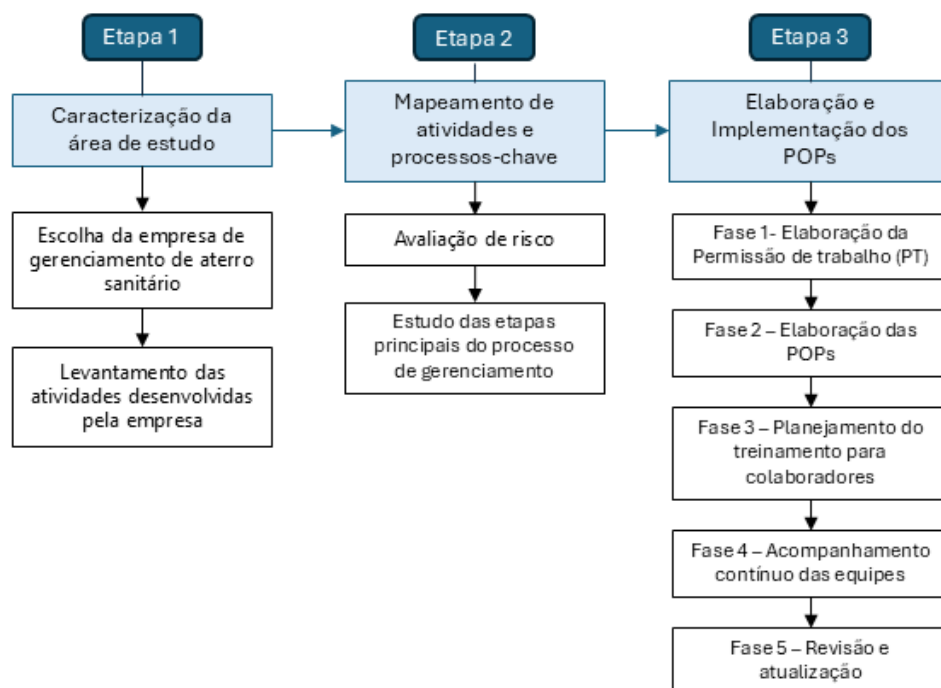 Etapa 1
Caracterização da
área de estudo
Escolha da empresa de
gerenciamento de aterro
sanitário
Levantamento das
atividades desenvolvidas
pela empresa
Etapa 2
Mapeamento de
atividades e
processos-chave
Avaliação de risco
Estudo das etapas
principais do processo
de gerenciamento
Etapa 3
Elaboração e
Implementação dos
POPs
Fase 1- Elaboração da
Permissão de trabalho (PT)
Fase 2 – Elaboração das
POPs
Fase 3 – Planejamento do
treinamento para
colaboradores
Fase 4 – Acompanhamento
contínuo das equipes
Fase 5 – Revisão e
atualização